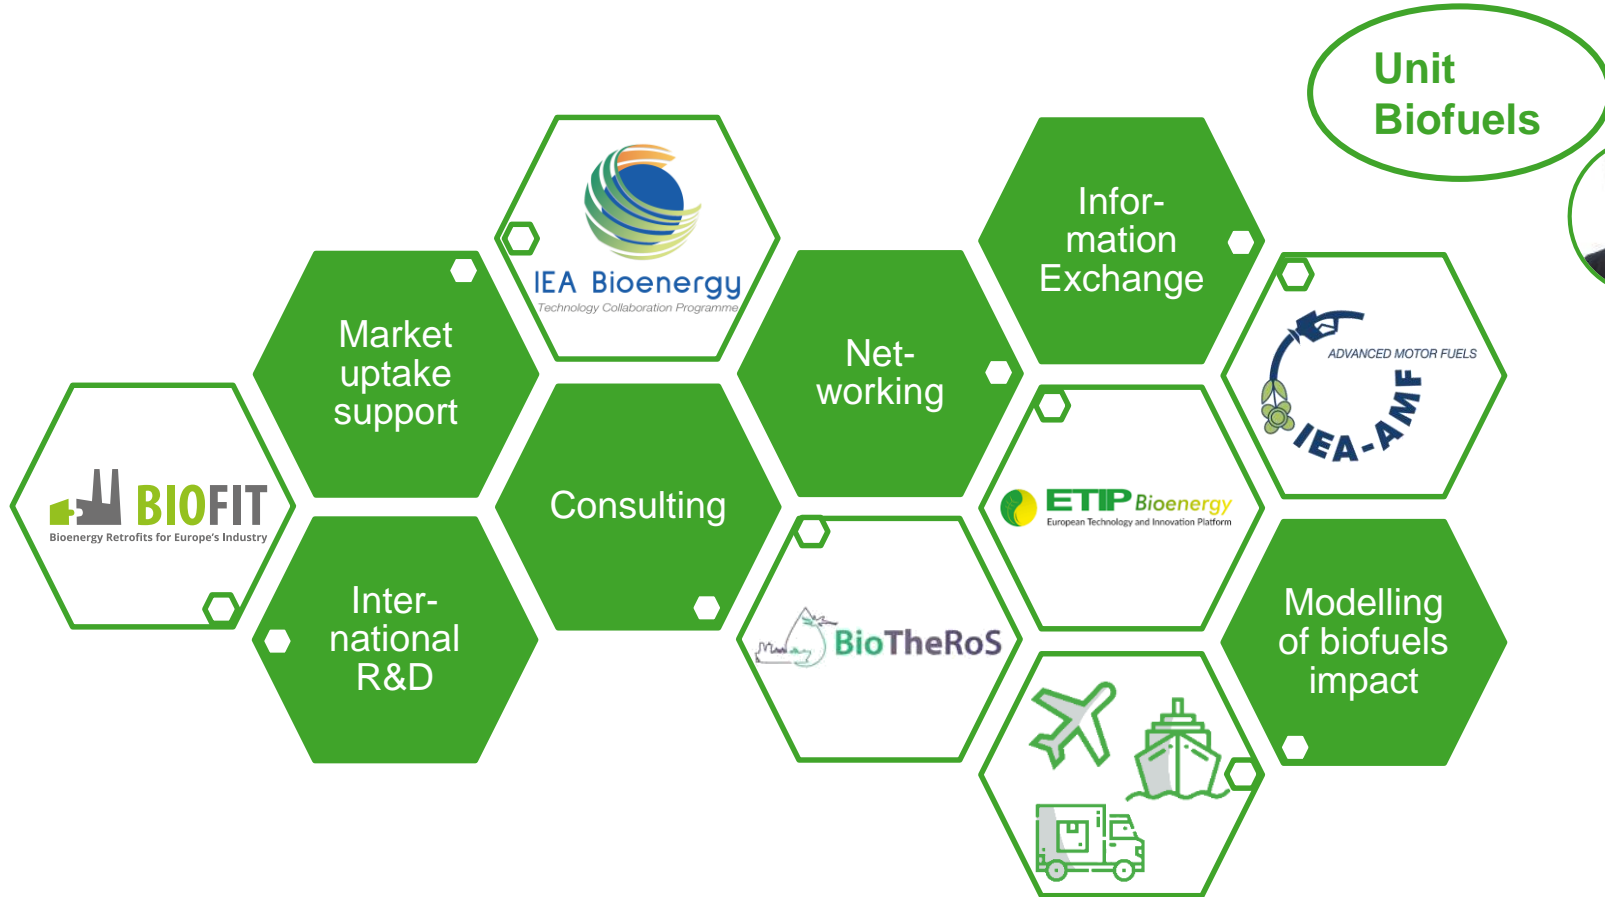 Unit
Biofuels
Infor-
mation
Exchange
IEA Bioenergy
Technology Collaboration Programme
Market
uptake
support
Net-
working
ADVANCED MOTOR FUELS
IEA-AMF
BIOFIT
Bioenergy Retrofits for Europe's Industry
Consulting
ETIP Bioenergy
European Technology and Innovation Platform
Inter-
national
R&D
BioTheRoS
Modelling
of biofuels
impact